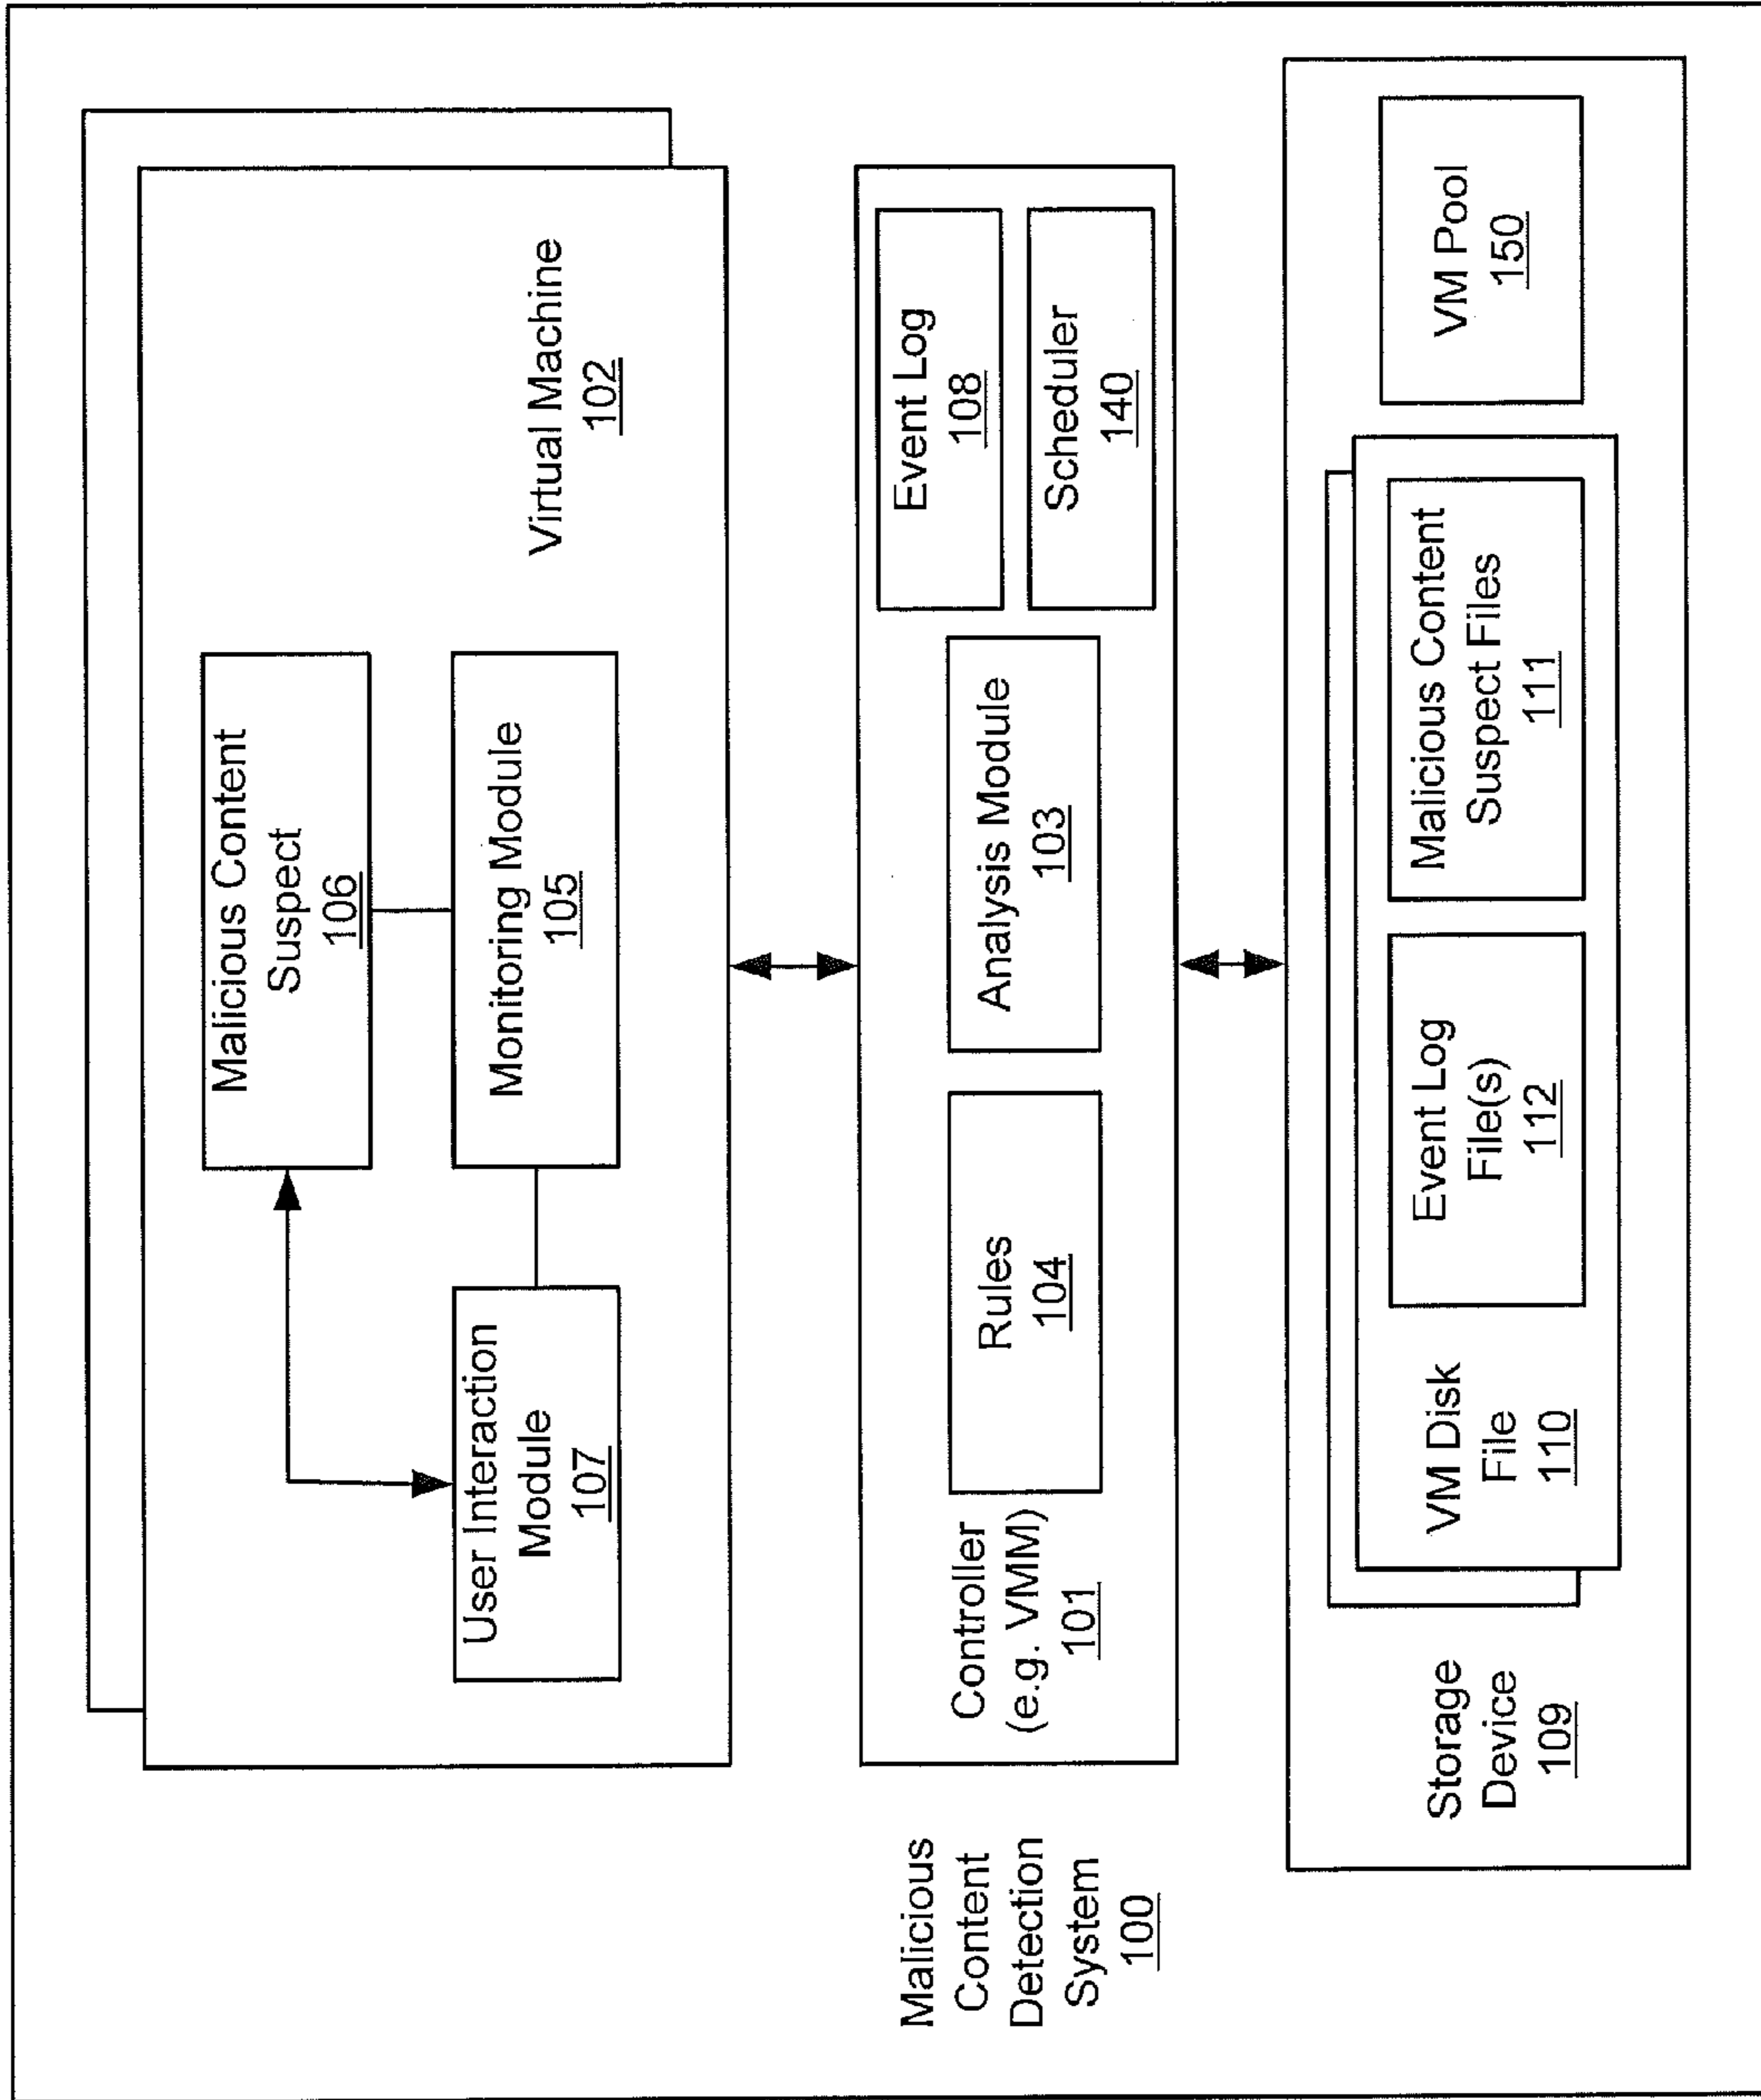 Malicious Content
Suspect
106
Monitoring Module
105
User Interaction
Module
107
Virtual Machine
102
Malicious
Content
Detection
System
100
Controller
(e.g. VMM)
101
Rules
104
Analysis Module
103
Event Log
108
Scheduler
140
Storage
Device
109
VM Disk
File
110
Event Log
File(s)
112
Malicious Content
Suspect Files
111
VM Pool
150